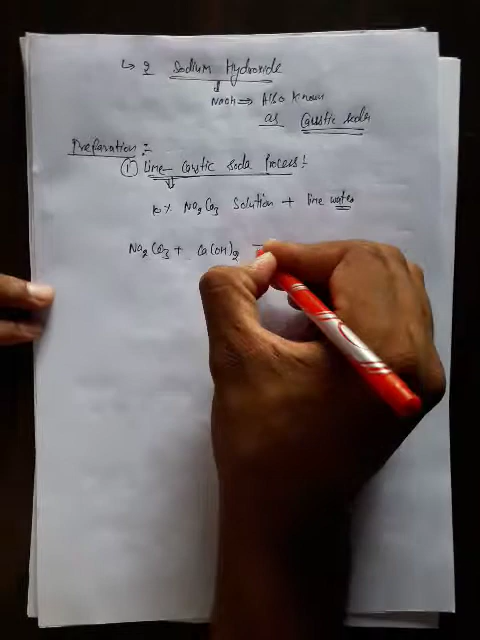 ↳ 2 Sodium Hydroxide
NaOH ⇒ Also Known
as Caustic soda
Preparation :-
① Lime - Caustic Soda Process :
10% Na2CO3 Solution + lime water
Na2CO3 + Ca(OH)2